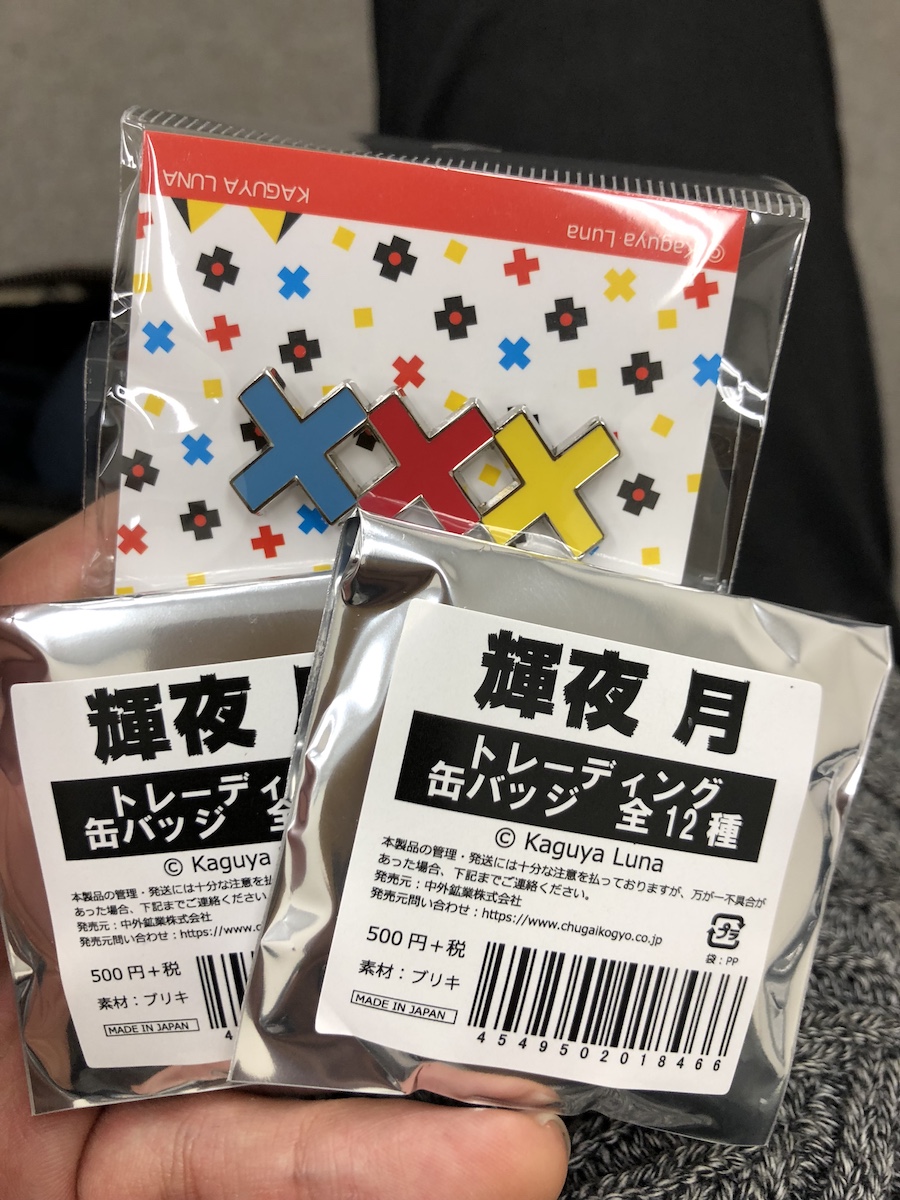 KAGUYA LUNA
© Kaguya Luna
輝夜
トレーディ
缶バッジ 全
© Kaguya
本製品の管理・発送には十分な注意を払
あった場合、下記までご連絡ください。
発売元：中外鉱業株式会社
発売元問い合わせ：https://www.c
500円+税
素材：ブリキ
MADE IN JAPAN
4
輝夜 月
トレーディング
缶バッジ 全12種
© Kaguya Luna
本製品の管理・発送には十分な注意を払っておりますが、万が一不具合が
あった場合、下記までご連絡ください。
発売元：中外鉱業株式会社
発売元問い合わせ：https://www.chugaikogyo.co.jp
プラ
袋：PP
500円+税
素材：ブリキ
MADE IN JAPAN
4549502018466